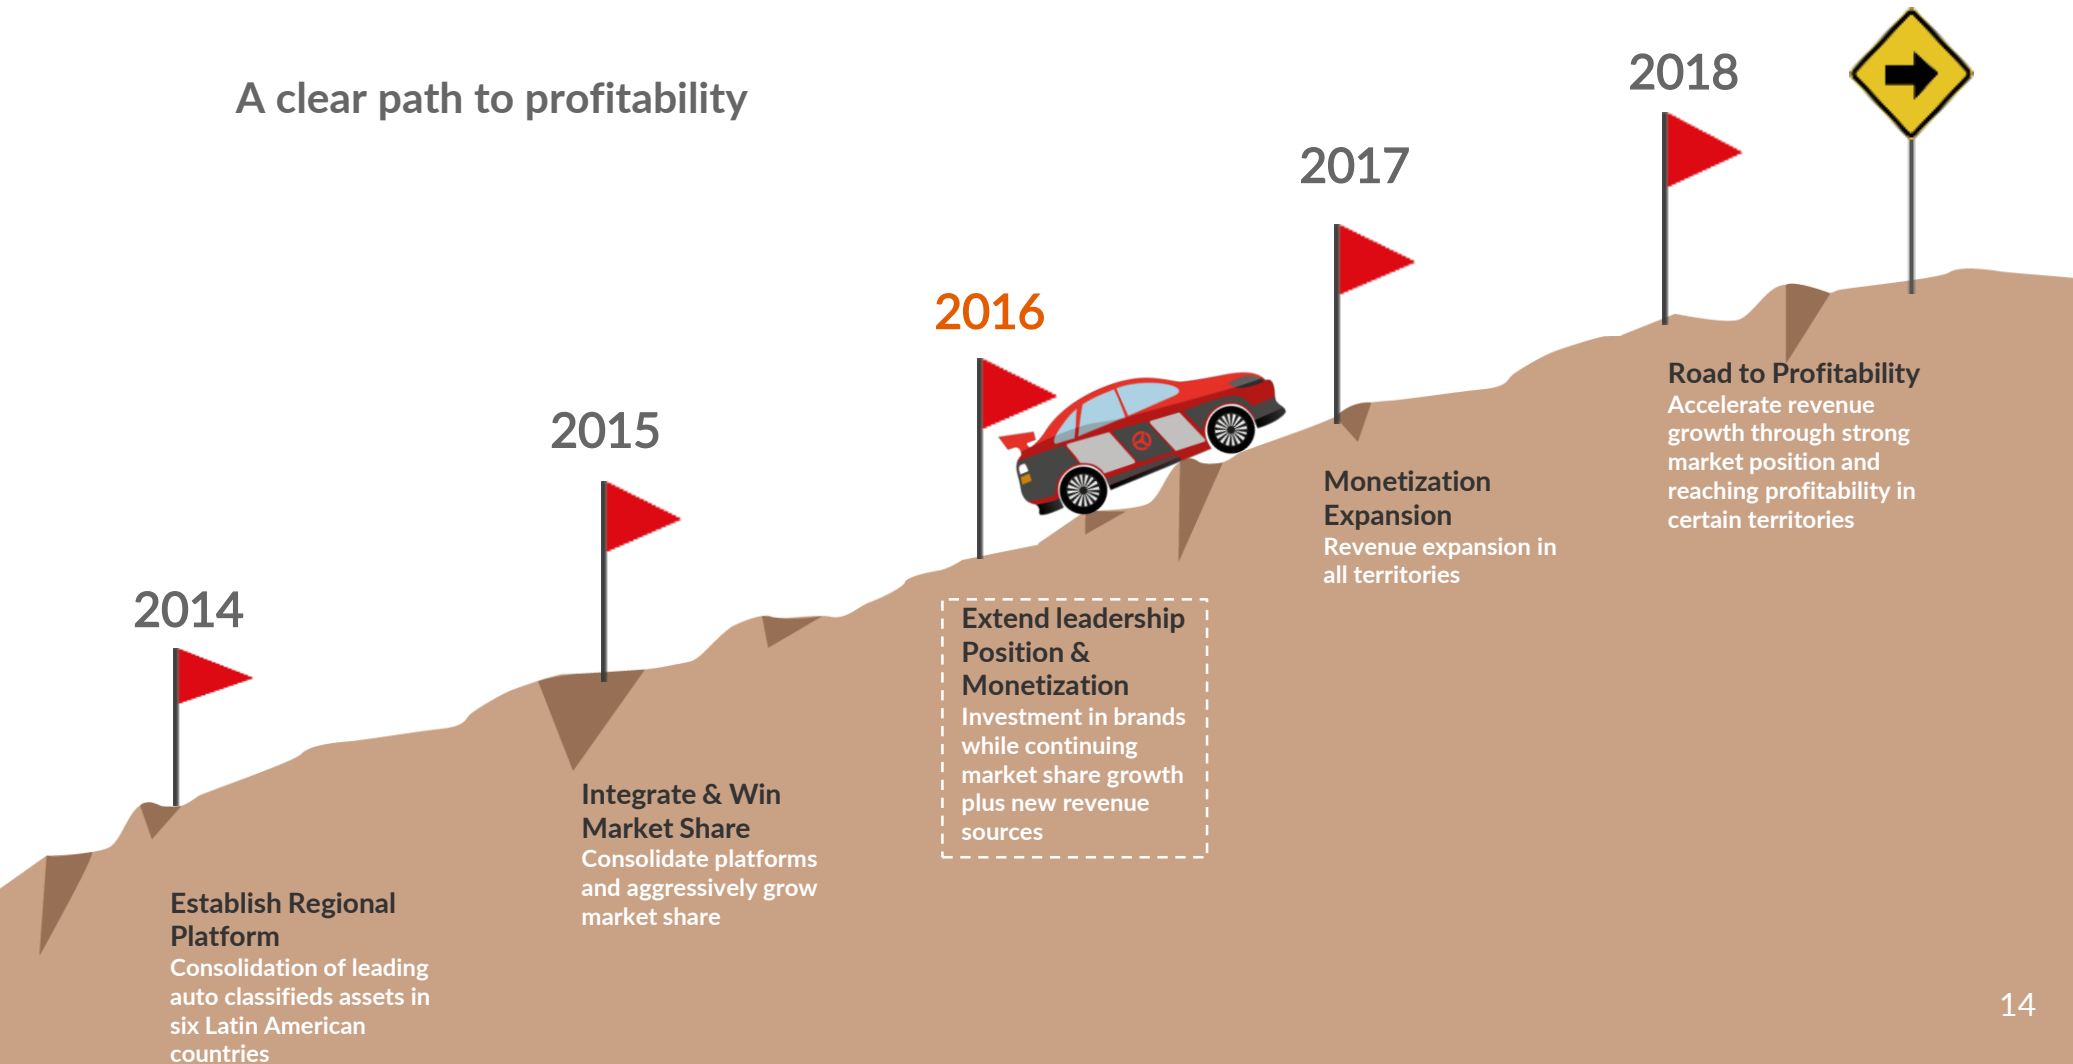 A clear path to profitability
2014
Establish Regional
Platform
Consolidation of leading
auto classifieds assets in
six Latin American
countries
2015
Integrate & Win
Market Share
Consolidate platforms
and aggressively grow
market share
2016
Extend leadership
Position &
Monetization
Investment in brands
while continuing
market share growth
plus new revenue
sources
2017
Monetization
Expansion
Revenue expansion in
all territories
2018
Road to Profitability
Accelerate revenue
growth through strong
market position and
reaching profitability in
certain territories
14